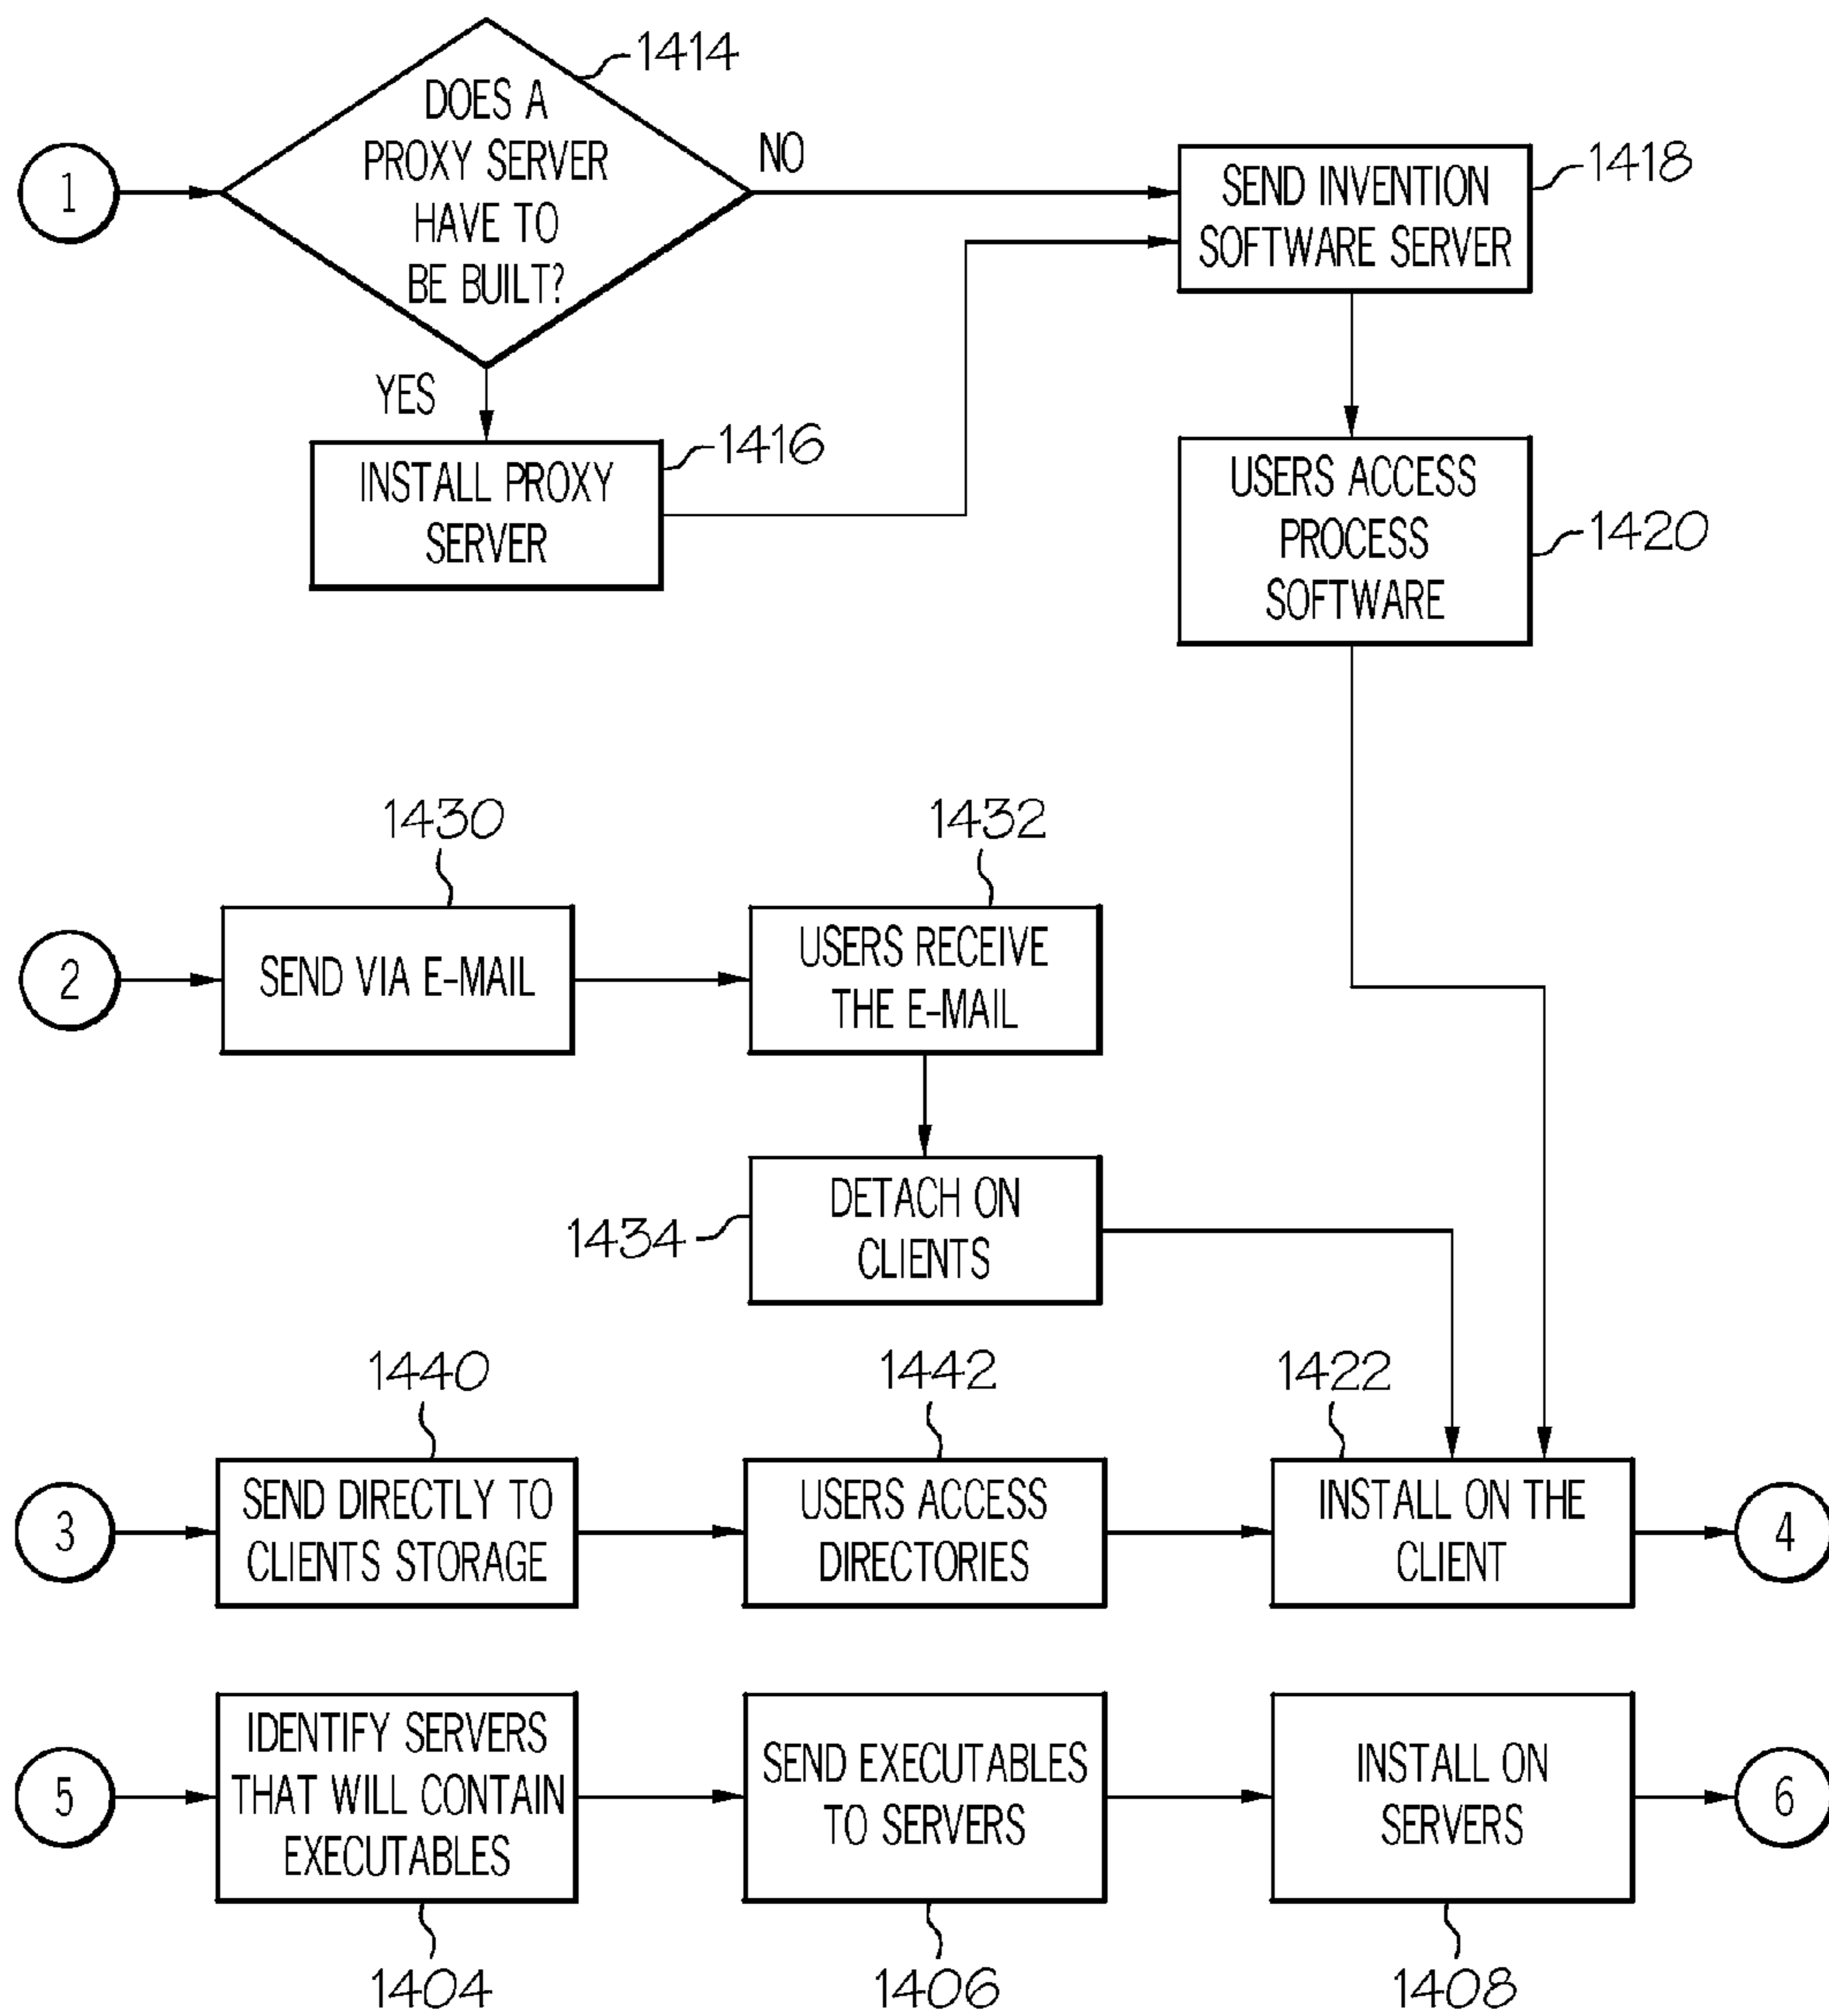 1414
DOES A
PROXY SERVER
HAVE TO
BE BUILT?
NO
1
1418
SEND INVENTION
SOFTWARE SERVER
YES
1416
INSTALL PROXY
SERVER
USERS ACCESS
PROCESS
SOFTWARE
1420
1430
1432
2
SEND VIA E-MAIL
USERS RECEIVE
THE E-MAIL
1434
DETACH ON
CLIENTS
1440
1442
1422
3
SEND DIRECTLY TO
CLIENTS STORAGE
USERS ACCESS
DIRECTORIES
INSTALL ON THE
CLIENT
4
5
IDENTIFY SERVERS
THAT WILL CONTAIN
EXECUTABLES
SEND EXECUTABLES
TO SERVERS
INSTALL ON
SERVERS
6
1404
1406
1408